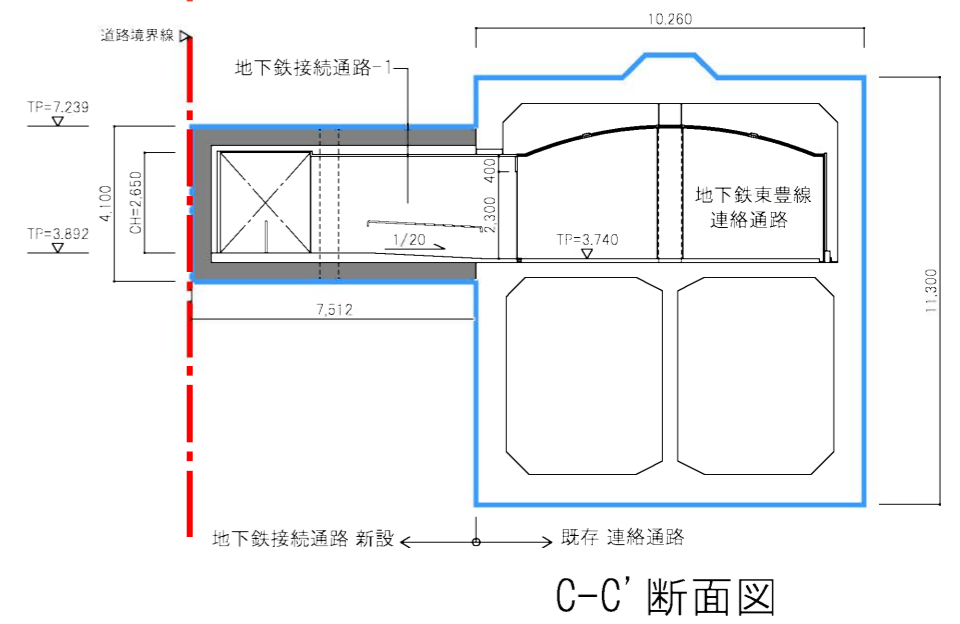 10,260
道路境界線
地下鉄接続通路-1
TP=7.239
4,100
CH=2,650
TP=3.892
400
2,300
地下鉄東豊線
連絡通路
1/20
TP=3.740
11,300
7,512
地下鉄接続通路 新設
既存 連絡通路
C-C' 断面図